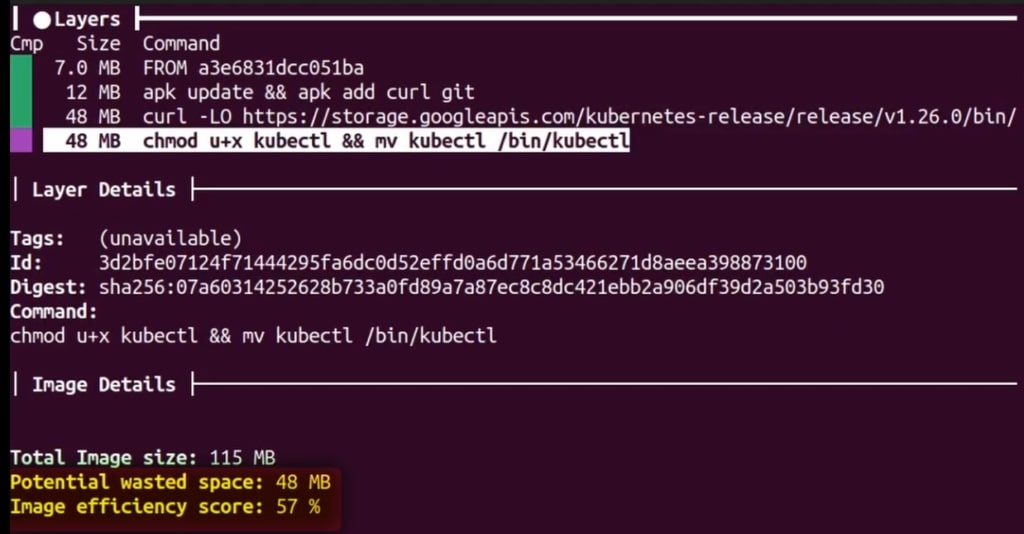 Layers
Cmp Size Command
7.0 MB FROM a3e6831dcc051ba
12 MB apk update && apk add curl git
48 MB curl -LO https://storage.googleapis.com/kubernetes-release/release/v1.26.0/bin/
48 MB chmod u+x kubectl && mv kubectl /bin/kubectl
Layer Details
Tags: (unavailable)
Id: 3d2bfe07124f71444295fa6dc0d52effd0a6d771a53466271d8aeea398873100
Digest: sha256:07a60314252628b733a0fd89a7a87ec8c8dc421ebb2a906df39d2a503b93fd30
Command:
chmod u+x kubectl && mv kubectl /bin/kubectl
Image Details
Total Image size: 115 MB
Potential wasted space: 48 MB
Image efficiency score: 57 %